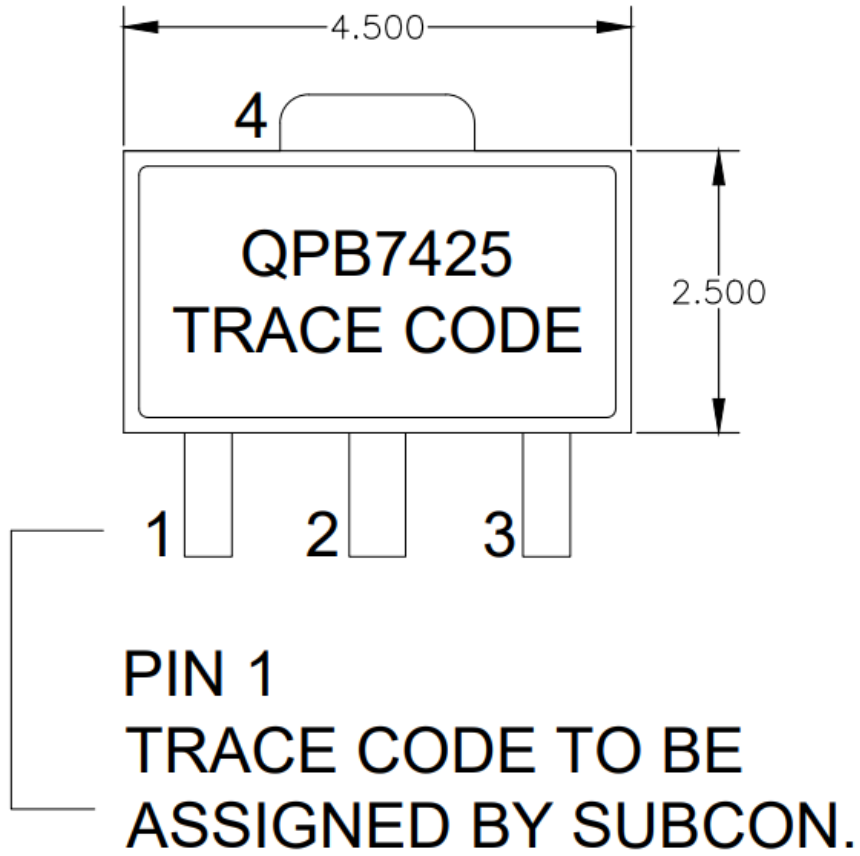 4.500
4
QPB7425
TRACE CODE
2.500
1 2 3
PIN 1
TRACE CODE TO BE
ASSIGNED BY SUBCON.